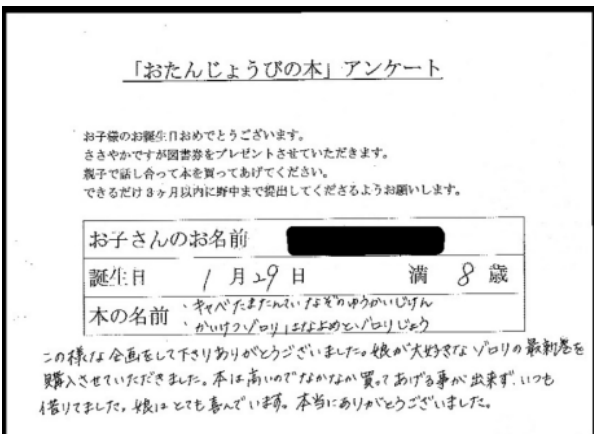 「おたんじょうびの本」アンケート
お子様のお誕生日おめでとうございます。
ささやかですが図書券をプレゼントさせていただきます。
親子で話し合って本を買ってあげてください。
できるだけ3ヶ月以内に野中まで提出してくださるようお願いします。
お子さんのお名前
誕生日 1月29日 満 8歳
本の名前 ・キャベたまたんてい なぞのゆうかいじけん
・かいけつゾロリ はなよめとゾロリじょう
この様な企画をして下さりありがとうございました。娘が大好きなゾロリの最新巻を
購入させていただきました。本は高いのでなかなか買ってあげる事が出来ず、いつも
借りてました。娘はとても喜んでいます。本当にありがとうございました。